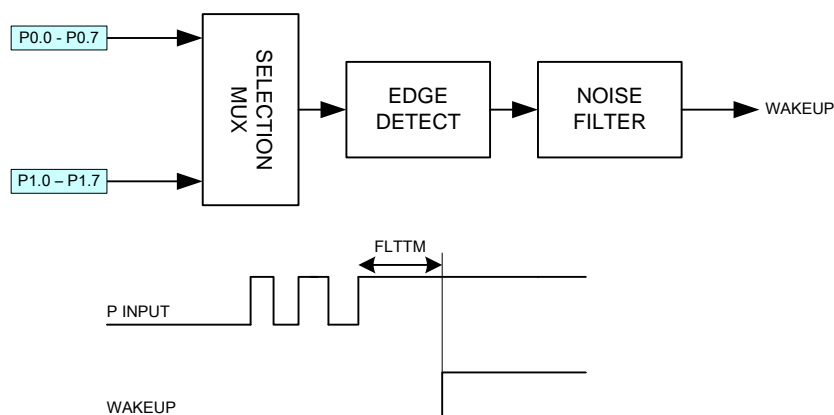 P0.0 - P0.7
P1.0 – P1.7
SELECTION
MUX
EDGE
DETECT
NOISE
FILTER
WAKEUP
FLTTM
P INPUT
WAKEUP